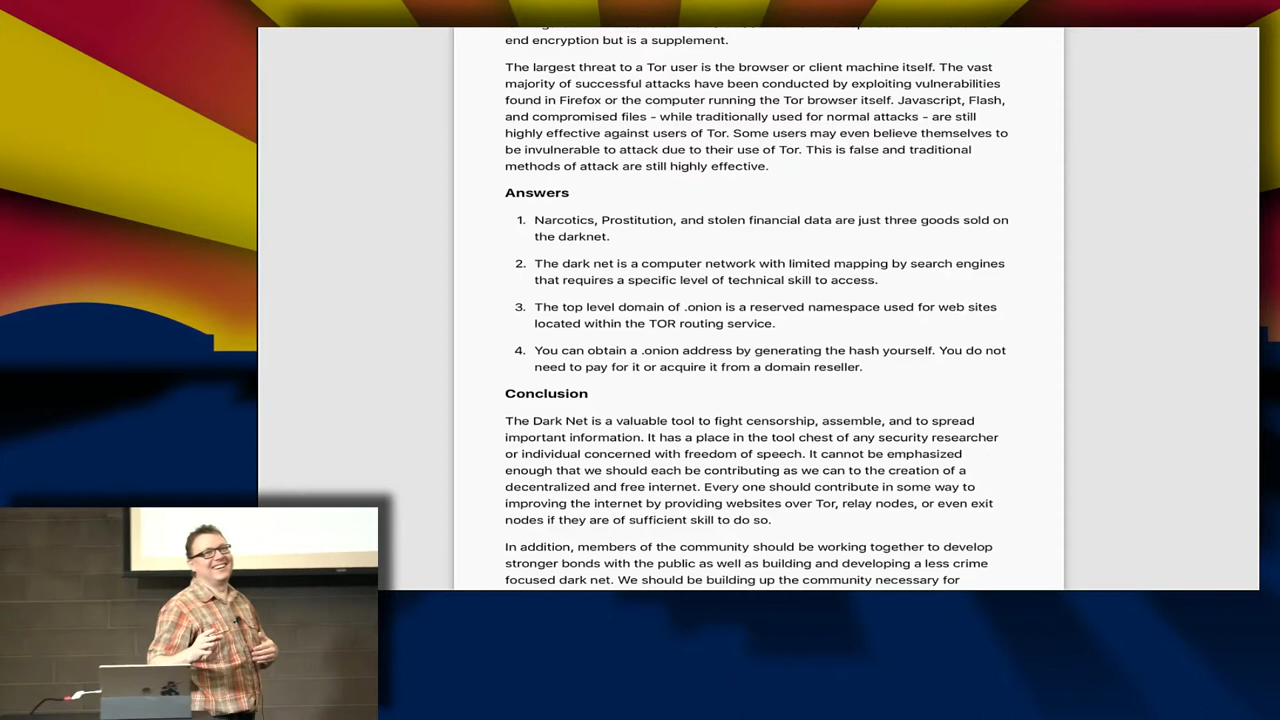 end encryption but is a supplement.
The largest threat to a Tor user is the browser or client machine itself. The vast
majority of successful attacks have been conducted by exploiting vulnerabilities
found in Firefox or the computer running the Tor browser itself. Javascript, Flash,
and compromised files – while traditionally used for normal attacks – are still
highly effective against users of Tor. Some users may even believe themselves to
be invulnerable to attack due to their use of Tor. This is false and traditional
methods of attack are still highly effective.
Answers
1. Narcotics, Prostitution, and stolen financial data are just three goods sold on
the darknet.
2. The dark net is a computer network with limited mapping by search engines
that requires a specific level of technical skill to access.
3. The top level domain of .onion is a reserved namespace used for web sites
located within the TOR routing service.
4. You can obtain a .onion address by generating the hash yourself. You do not
need to pay for it or acquire it from a domain reseller.
Conclusion
The Dark Net is a valuable tool to fight censorship, assemble, and to spread
important information. It has a place in the tool chest of any security researcher
or individual concerned with freedom of speech. It cannot be emphasized
enough that we should each be contributing as we can to the creation of a
decentralized and free internet. Every one should contribute in some way to
improving the internet by providing websites over Tor, relay nodes, or even exit
nodes if they are of sufficient skill to do so.
In addition, members of the community should be working together to develop
stronger bonds with the public as well as building and developing a less crime
focused dark net. We should be building up the community necessary for